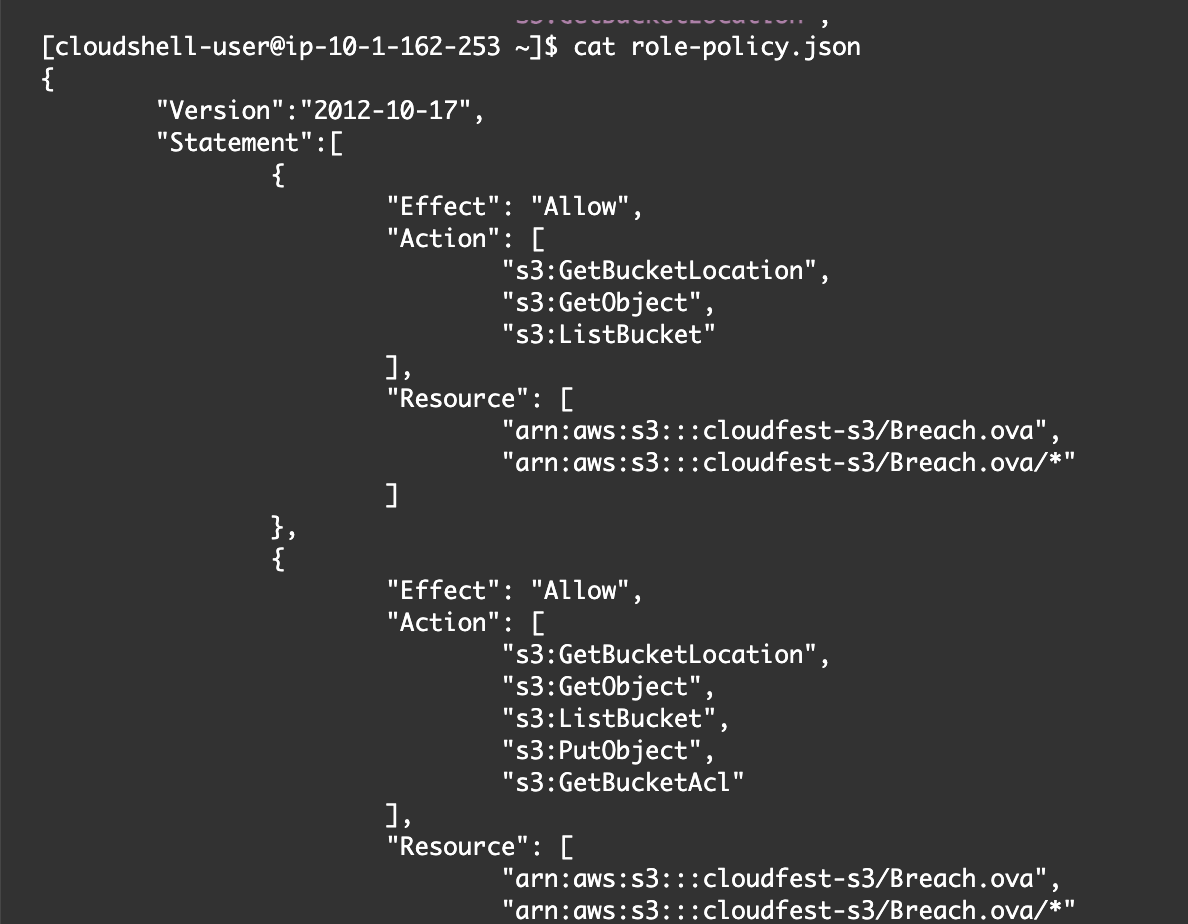 [cloudshell-user@ip-10-1-162-253 ~]$ cat role-policy.json
{
        "Version":"2012-10-17",
        "Statement":[
                {
                        "Effect": "Allow",
                        "Action": [
                                "s3:GetBucketLocation",
                                "s3:GetObject",
                                "s3:ListBucket"
                        ],
                        "Resource": [
                                "arn:aws:s3:::cloudfest-s3/Breach.ova",
                                "arn:aws:s3:::cloudfest-s3/Breach.ova/*"
                        ]
                },
                {
                        "Effect": "Allow",
                        "Action": [
                                "s3:GetBucketLocation",
                                "s3:GetObject",
                                "s3:ListBucket",
                                "s3:PutObject",
                                "s3:GetBucketAcl"
                        ],
                        "Resource": [
                                "arn:aws:s3:::cloudfest-s3/Breach.ova",
                                "arn:aws:s3:::cloudfest-s3/Breach.ova/*"